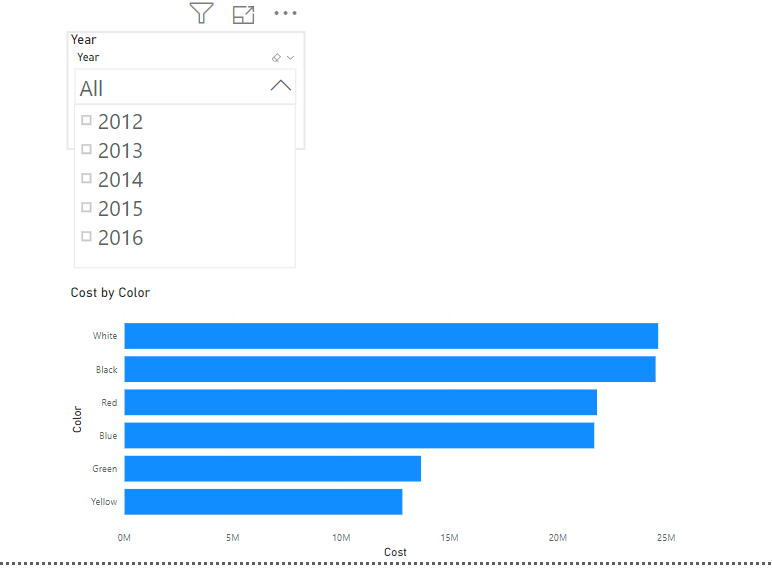 Year
Year
All
2012
2013
2014
2015
2016
Cost by Color
White
Black
Red
Blue
Green
Yellow
Color
0M 5M 10M 15M 20M 25M
Cost